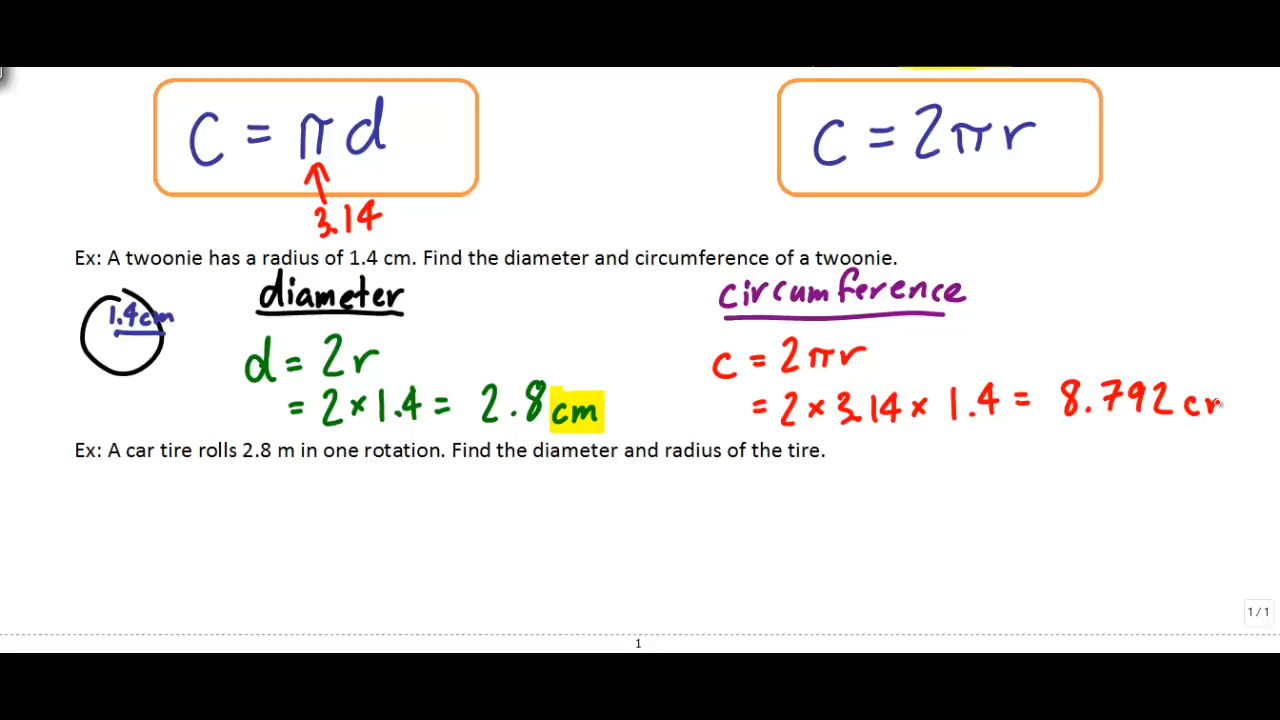 C = πd
C = 2πr
3.14
Ex: A twoonie has a radius of 1.4 cm. Find the diameter and circumference of a twoonie.
1.4cm
diameter
d = 2r
= 2 × 1.4 = 2.8 cm
circumference
C = 2πr
= 2 × 3.14 × 1.4 = 8.792
Ex: A car tire rolls 2.8 m in one rotation. Find the diameter and radius of the tire.
1 / 1
1